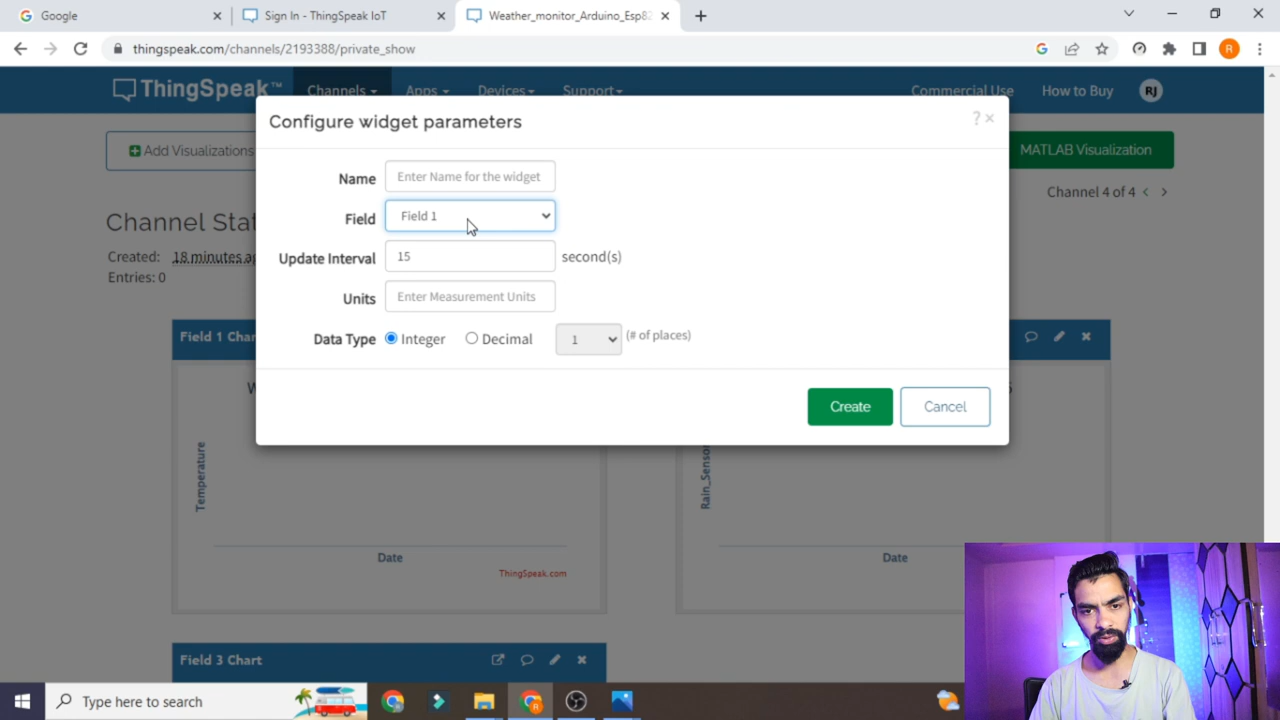 Google
Sign In - ThingSpeak IoT
Weather_monitor_Arduino_Esp82
thingspeak.com/channels/2193388/private_show
R
ThingSpeak™
Channels
Apps
Devices
Support
Commercial Use
How to Buy
RJ
Configure widget parameters
Add Visualizations
MATLAB Visualization
Name
Enter Name for the widget
Channel 4 of 4
Channel Stat
Field
Field 1
Created:
18 minutes ag
Entries: 0
Update Interval
15
second(s)
Units
Enter Measurement Units
Field 1 Char
Data Type
Integer
Decimal
1
(# of places)
W
Create
Cancel
Temperature
Rain_Senso
Date
Date
ThingSpeak.com
Field 3 Chart
Type here to search
R